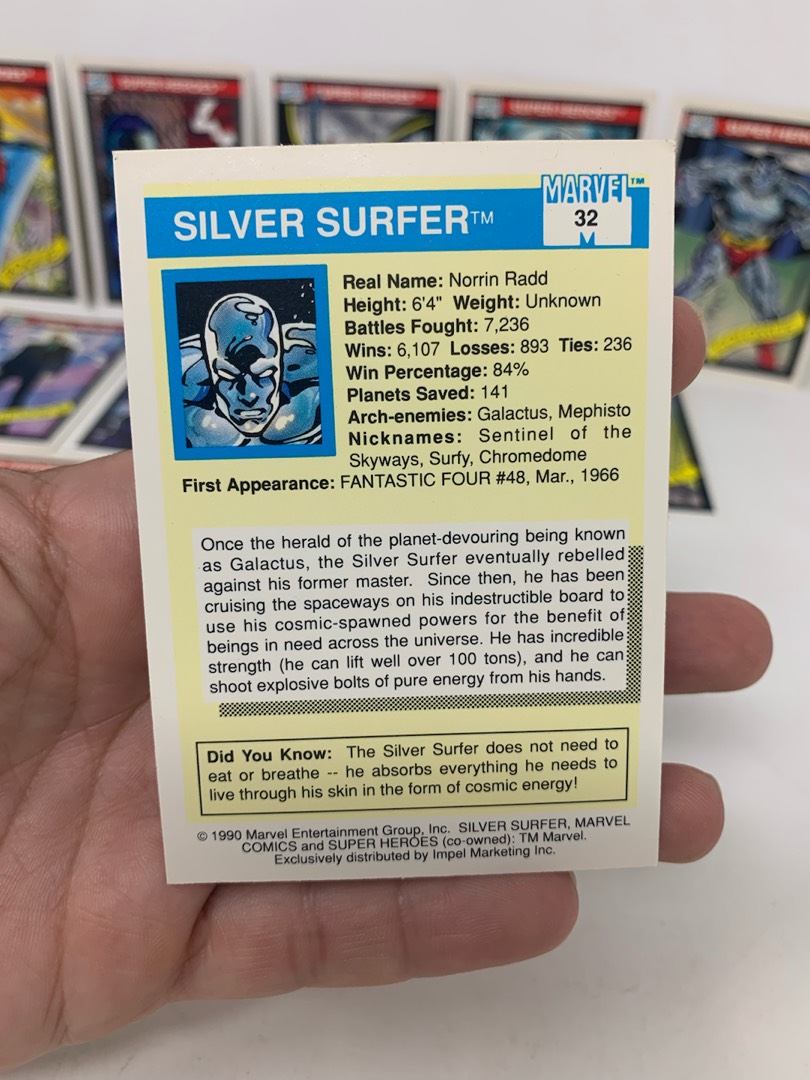 SUPER HEROES
SUPER HEROES
SUPER HEROES
MARVEL™
SILVER SURFER™
32
Real Name: Norrin Radd
Height: 6'4" Weight: Unknown
Battles Fought: 7,236
Wins: 6,107 Losses: 893 Ties: 236
Win Percentage: 84%
Planets Saved: 141
Arch-enemies: Galactus, Mephisto
Nicknames: Sentinel of the
Skyways, Surfy, Chromedome
First Appearance: FANTASTIC FOUR #48, Mar., 1966
Once the herald of the planet-devouring being known
as Galactus, the Silver Surfer eventually rebelled
against his former master. Since then, he has been
cruising the spaceways on his indestructible board to
use his cosmic-spawned powers for the benefit of
beings in need across the universe. He has incredible
strength (he can lift well over 100 tons), and he can
shoot explosive bolts of pure energy from his hands.
Did You Know: The Silver Surfer does not need to
eat or breathe -- he absorbs everything he needs to
live through his skin in the form of cosmic energy!
© 1990 Marvel Entertainment Group, Inc. SILVER SURFER, MARVEL
COMICS and SUPER HEROES (co-owned): TM Marvel.
Exclusively distributed by Impel Marketing Inc.